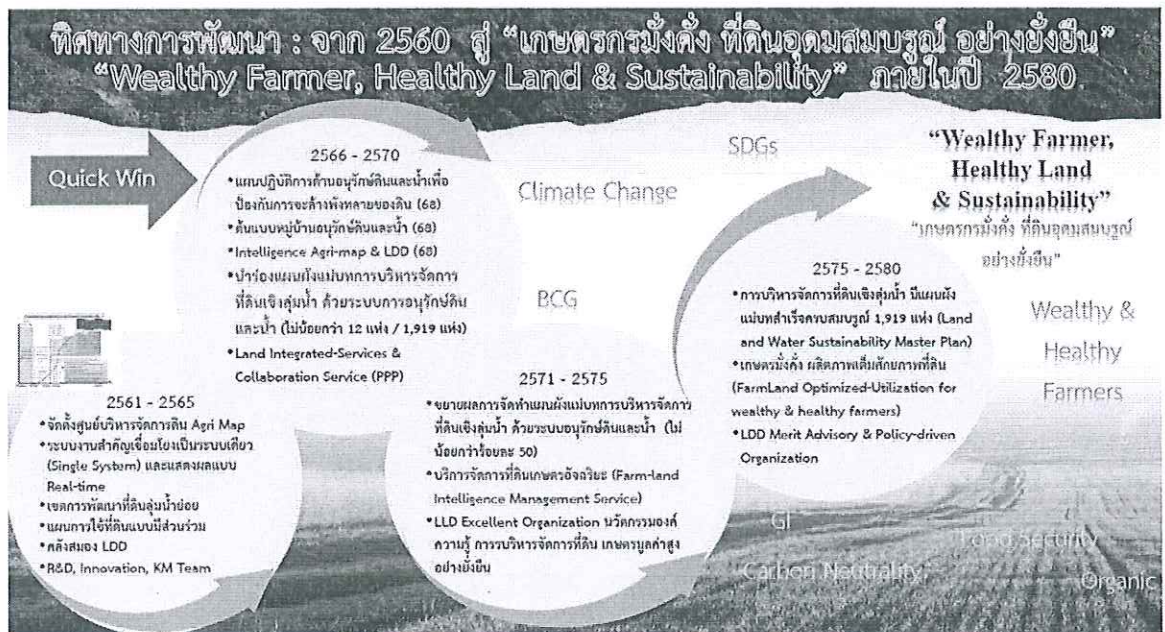 ทิศทางการพัฒนา : จาก 2560 สู่ “เกษตรกรมั่งคั่ง ที่ดินอุดมสมบรูณ์ อย่างยั่งยืน”
“Wealthy Farmer, Healthy Land & Sustainability” ภายในปี 2580
Quick Win
2566 - 2570
•แผนปฏิบัติการด้านอนุรักษ์ดินและน้ำเพื่อ
ป้องกันการชะล้างพังทลายของดิน (68)
•ต้นแบบหมู่บ้านอนุรักษ์ดินและน้ำ (68)
•Intelligence Agri-map & LDD (68)
•นำร่องแผนผังแม่บทการบริหารจัดการ
ที่ดินเชิงลุ่มน้ำ ด้วยระบบการอนุรักษ์ดิน
และน้ำ (ไม่น้อยกว่า 12 แห่ง / 1,919 แห่ง)
•Land Integrated-Services &
Collaboration Service (PPP)
2561 - 2565
•จัดตั้งศูนย์บริหารจัดการดิน Agri Map
•ระบบงานสำคัญเชื่อมโยงเป็นระบบเดียว
(Single System) และแสดงผลแบบ
Real-time
•เขตการพัฒนาที่ดินลุ่มน้ำย่อย
•แผนการใช้ที่ดินแบบมีส่วนร่วม
•คลังสมอง LDD
•R&D, Innovation, KM Team
SDGs
Climate Change
BCG
2571 - 2575
•ขยายผลการจัดทำแผนผังแม่บทการบริหารจัดการ
ที่ดินเชิงลุ่มน้ำ ด้วยระบบอนุรักษ์ดินและน้ำ (ไม่
น้อยกว่าร้อยละ 50)
•บริการจัดการที่ดินเกษตรอัจฉริยะ (Farm-land
Intelligence Management Service)
•LLD Excellent Organization นวัตกรรมองค์
ความรู้ การบริหารจัดการที่ดิน เกษตรมูลค่าสูง
อย่างยั่งยืน
“Wealthy Farmer,
Healthy Land
& Sustainability”
“เกษตรกรมั่งคั่ง ที่ดินอุดมสมบูรณ์
อย่างยั่งยืน”
2575 - 2580
•การบริหารจัดการที่ดินเชิงลุ่มน้ำ มีแผนผัง
แม่บทสำเร็จครบสมบูรณ์ 1,919 แห่ง (Land
and Water Sustainability Master Plan)
•เกษตรมั่งคั่ง ผลิตภาพเต็มศักยภาพที่ดิน
(FarmLand Optimized-Utilization for
wealthy & healthy farmers)
•LDD Merit Advisory & Policy-driven
Organization
Wealthy &
Healthy
Farmers
GI
Carbon Neutrality
Security
Organic